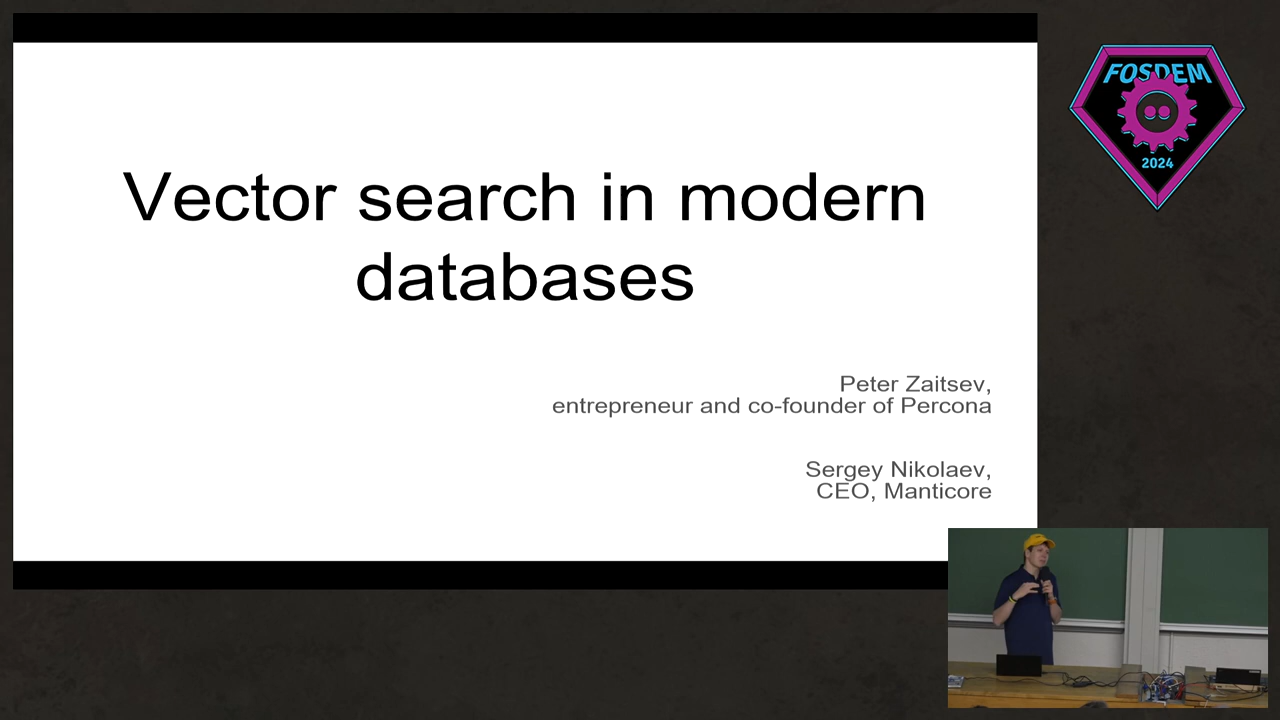 Vector search in modern
databases
Peter Zaitsev,
entrepreneur and co-founder of Percona
Sergey Nikolaev,
CEO, Manticore
FOSDEM
2024